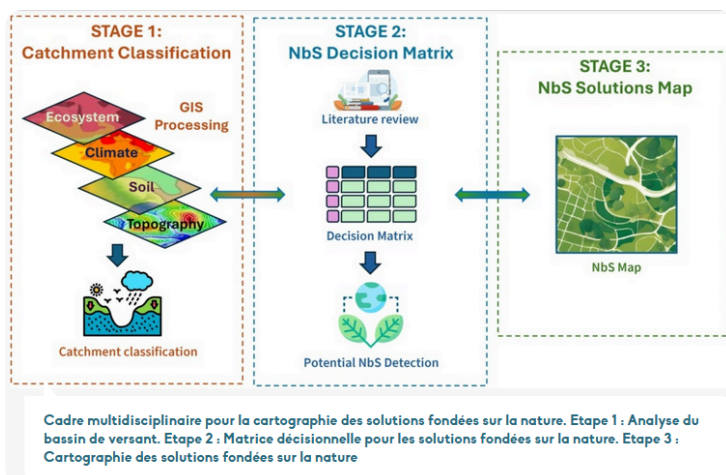 STAGE 1:
Catchment Classification
Ecosystem
GIS
Processing
Climate
Soil
Topography
Catchment classification
STAGE 2:
NbS Decision Matrix
Literature review
Decision Matrix
Potential NbS Detection
STAGE 3:
NbS Solutions Map
NbS Map
Cadre multidisciplinaire pour la cartographie des solutions fondées sur la nature. Etape 1 : Analyse du
bassin de versant. Etape 2 : Matrice décisionnelle pour les solutions fondées sur la nature. Etape 3 :
Cartographie des solutions fondées sur la nature